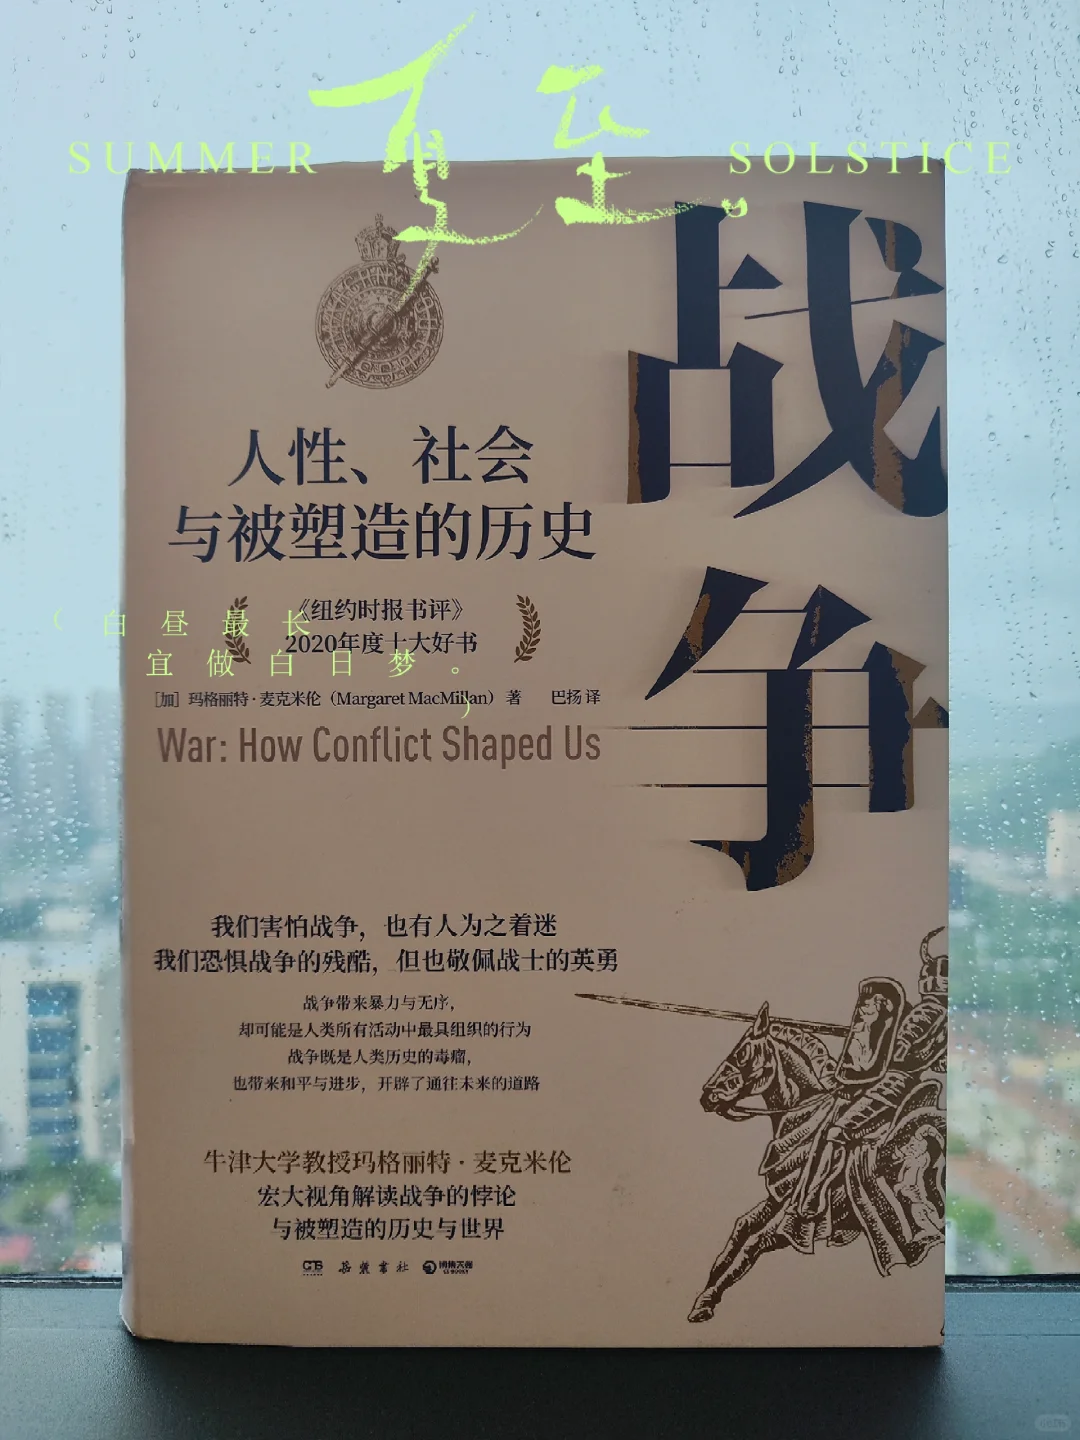 SUMMER 夏至。 SOLSTICE
战争
人性、社会
与被塑造的历史
《纽约时报书评》
2020年度十大好书
（白昼最长
宜做白日梦。）
［加］玛格丽特·麦克米伦（Margaret MacMillan）著 巴扬 译
War: How Conflict Shaped Us
我们害怕战争，也有人为之着迷
我们恐惧战争的残酷，但也敬佩战士的英勇
战争带来暴力与无序，
却可能是人类所有活动中最具组织的行为
战争既是人类历史的毒瘤，
也带来和平与进步，开辟了通往未来的道路
牛津大学教授玛格丽特·麦克米伦
宏大视角解读战争的悖论
与被塑造的历史与世界
岳麓书社 博集天卷